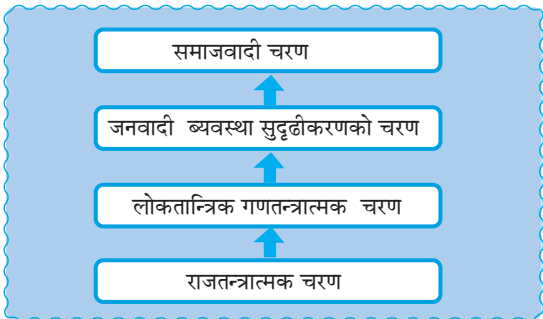 समाजवादी चरण
जनवादी ब्यवस्था सुदृढीकरणको चरण
लोकतान्त्रिक गणतन्त्रात्मक चरण
राजतन्त्रात्मक चरण